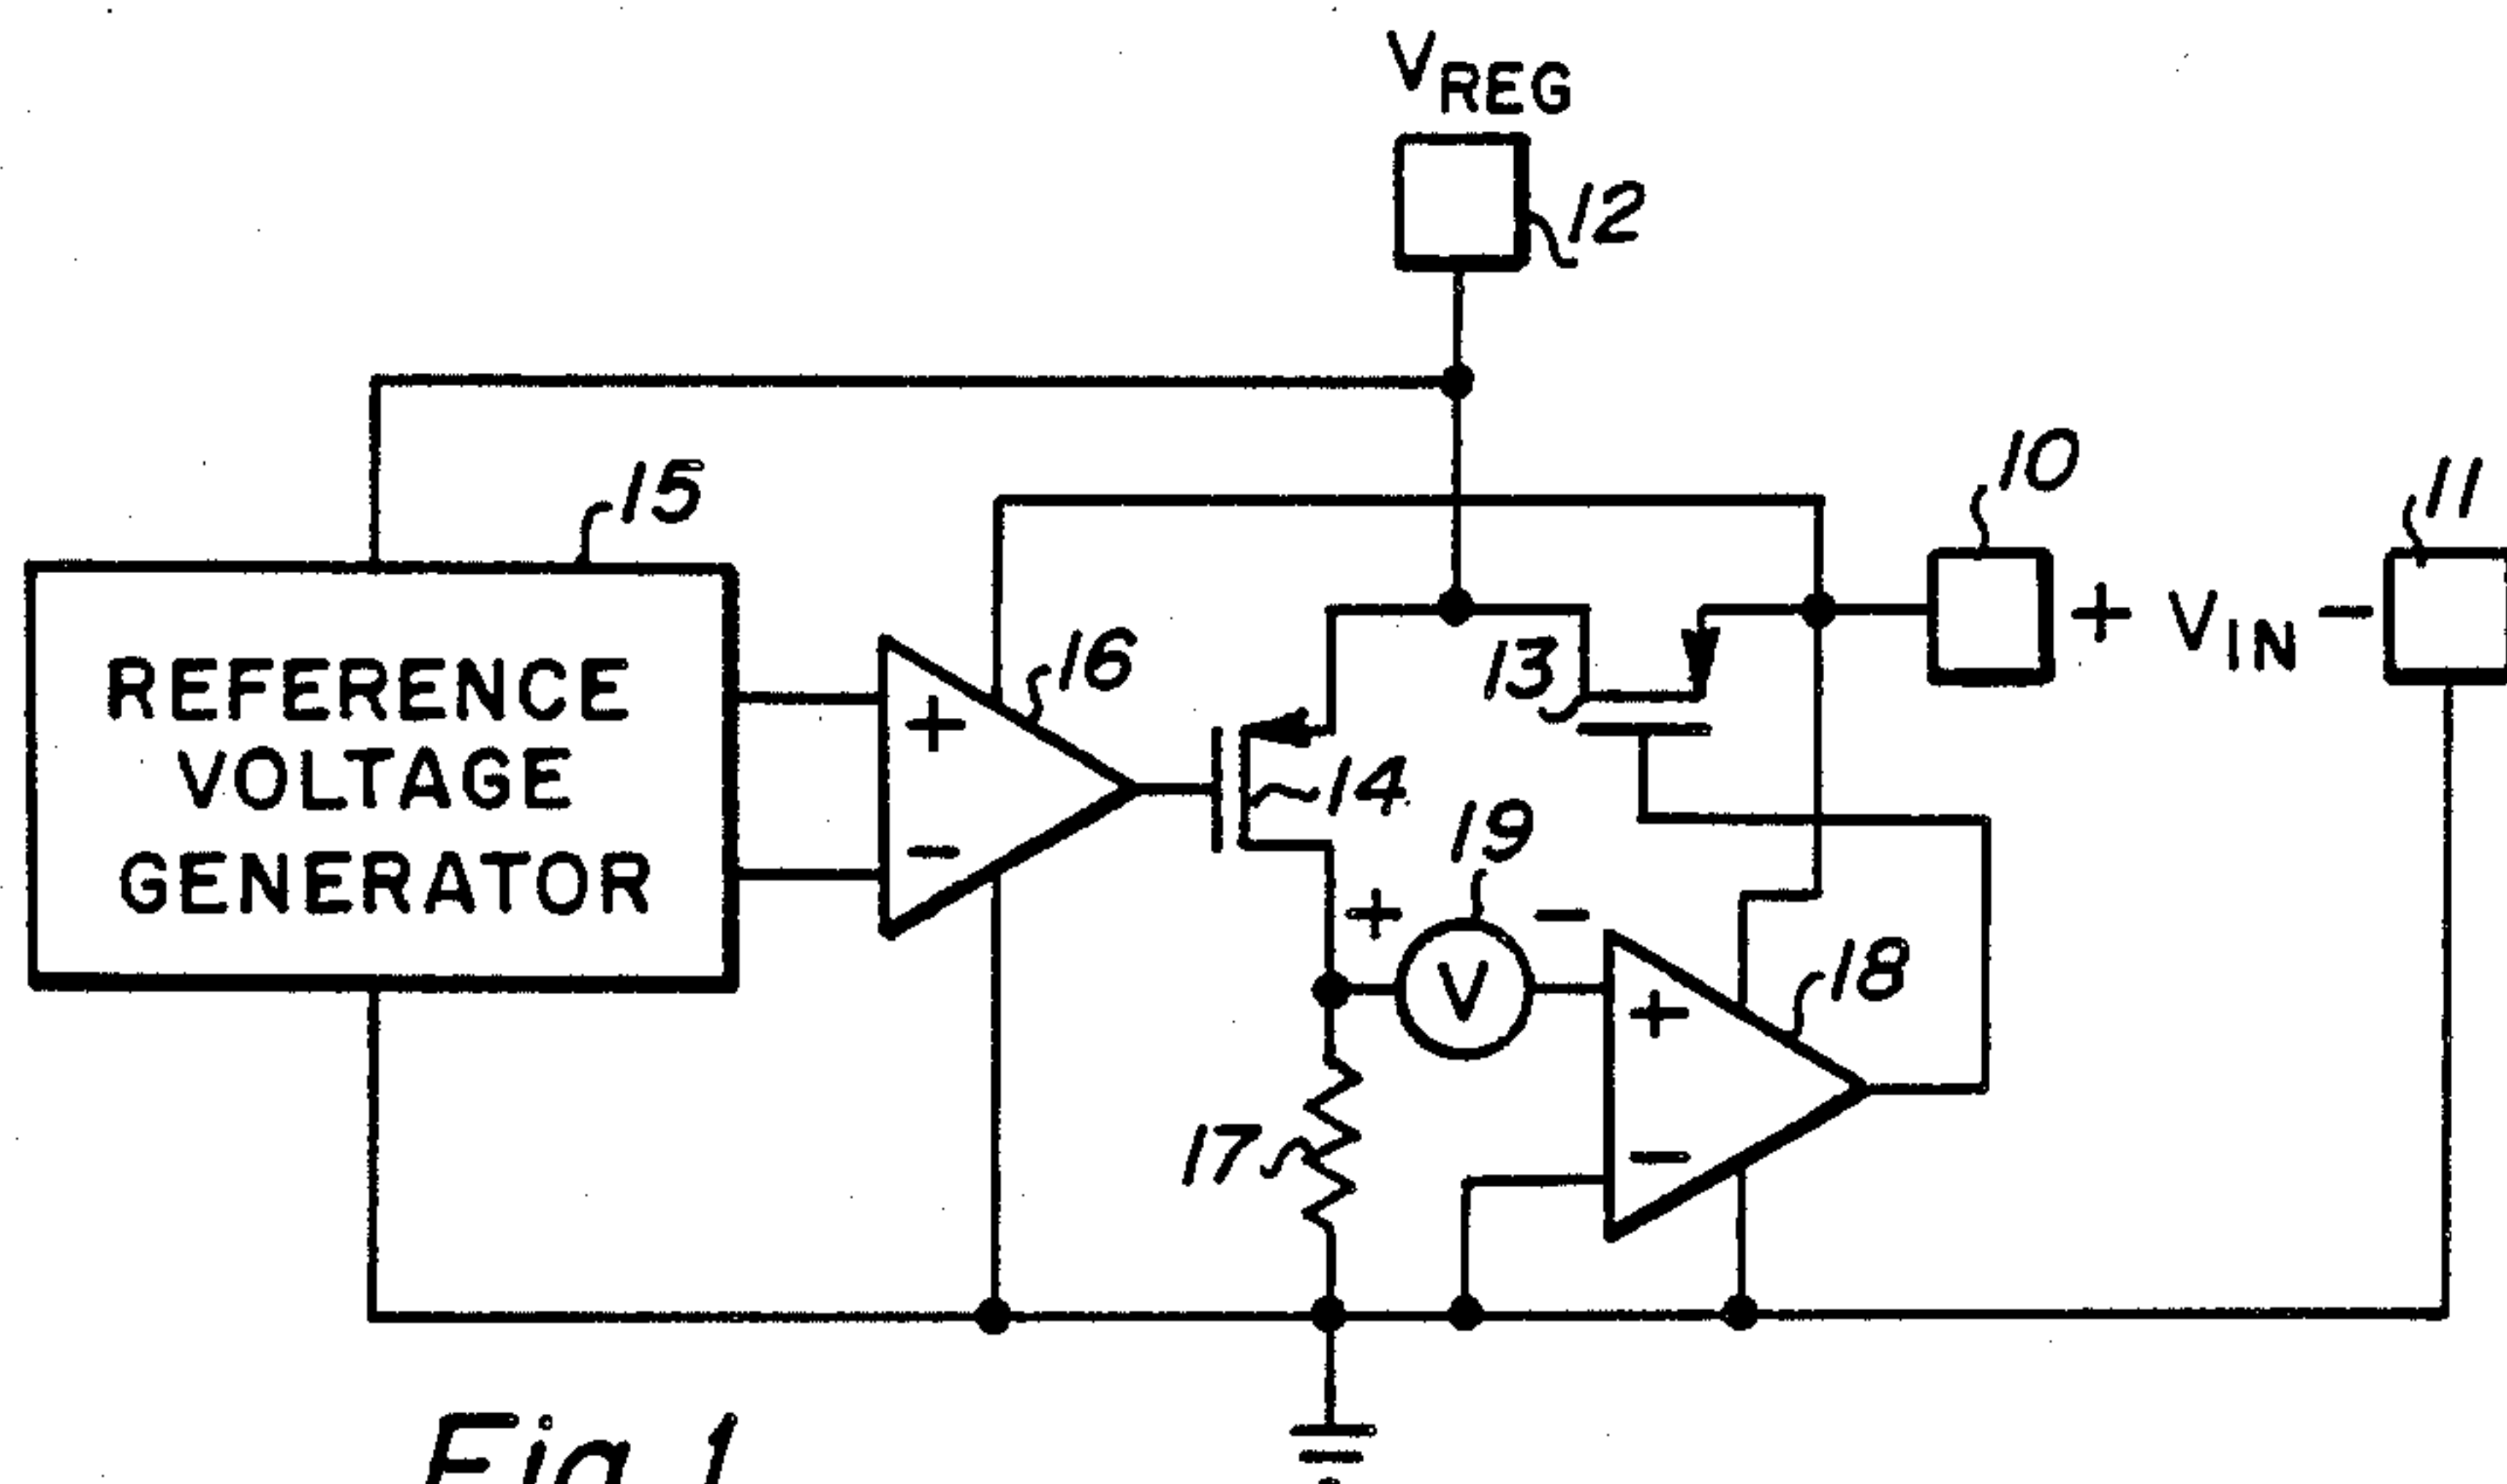 VREG
12
15
10
11
REFERENCE
VOLTAGE
GENERATOR
+
−
16
13
+ VIN −
14
19
+
−
V
+
−
18
17
Fig. 1